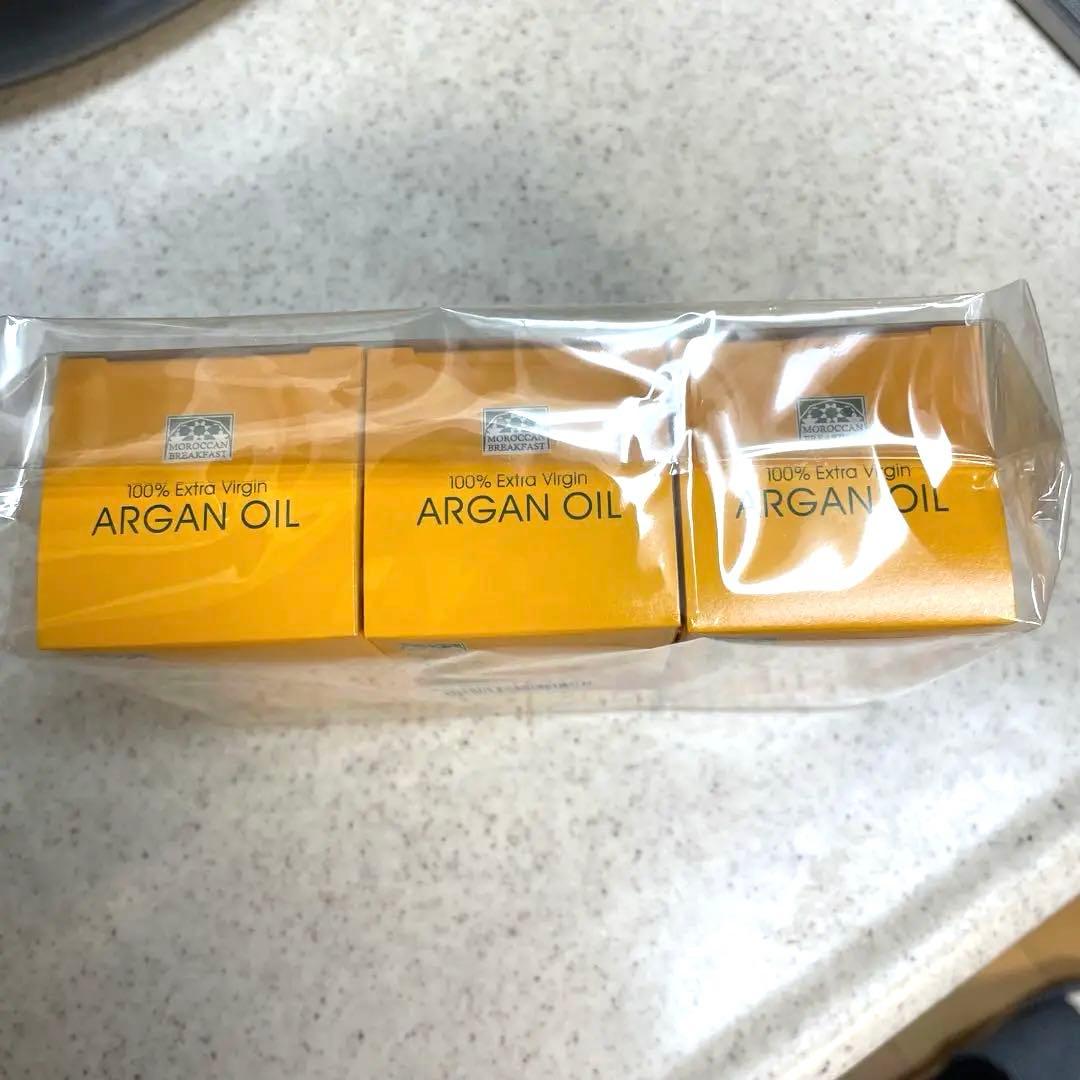 MOROCCAN
BREAKFAST
100% Extra Virgin
ARGAN OIL
MOROCCAN
BREAKFAST
100% Extra Virgin
ARGAN OIL
MOROCCAN
100% Extra Virgin
ARGAN OIL